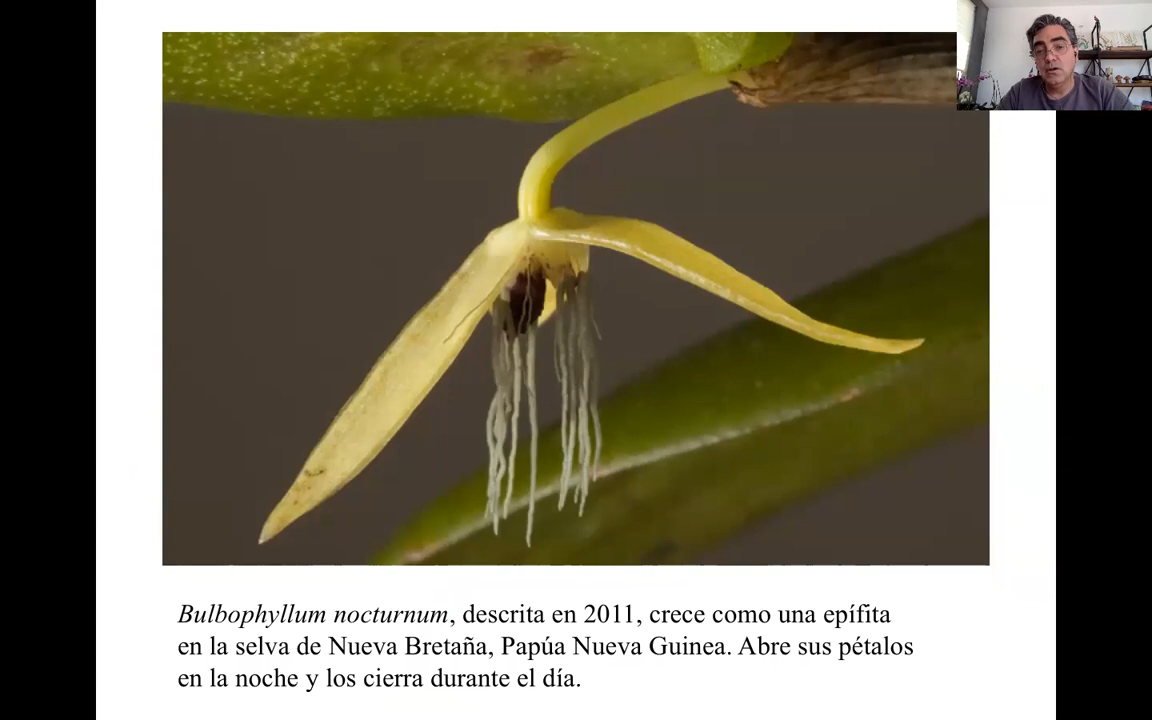 Bulbophyllum nocturnum, descrita en 2011, crece como una epífita
en la selva de Nueva Bretaña, Papúa Nueva Guinea. Abre sus pétalos
en la noche y los cierra durante el día.